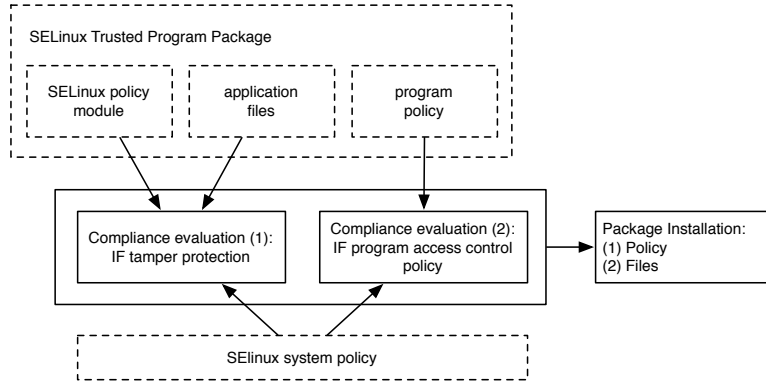 SELinux Trusted Program Package
SELinux policy
module
application
files
program
policy
Compliance evaluation (1):
IF tamper protection
Compliance evaluation (2):
IF program access control
policy
Package Installation:
(1) Policy
(2) Files
SElinux system policy